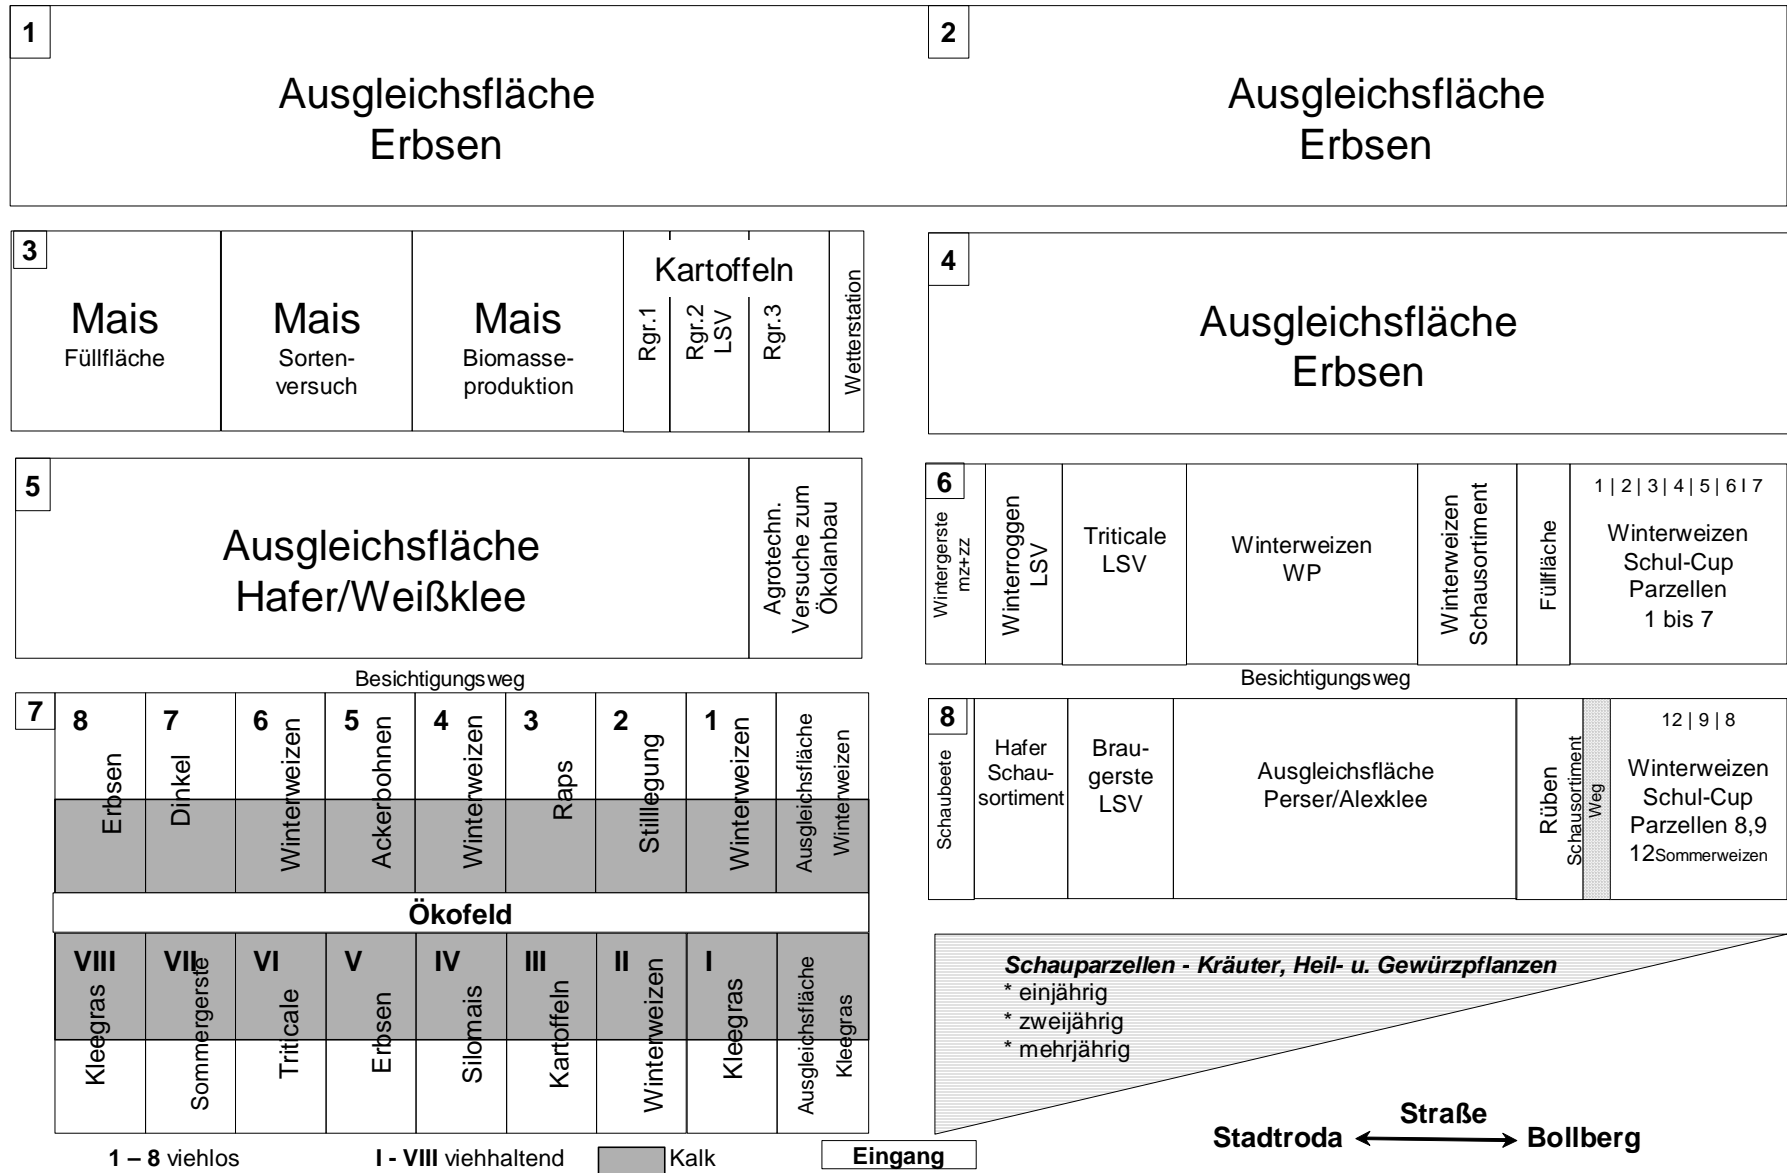 1
Ausgleichsfläche
Erbsen
2
Ausgleichsfläche
Erbsen
3
Mais
Füllfläche
Mais
Sorten-
versuch
Mais
Biomasse-
produktion
Kartoffeln
Rgr.1
Rgr.2
LSV
Rgr.3
Wetterstation
4
Ausgleichsfläche
Erbsen
5
Ausgleichsfläche
Hafer/Weißklee
Agrotechn.
Versuche zum
Ökolanbau
6
Wintergerste
mz+zz
Winterroggen
LSV
Triticale
LSV
Winterweizen
WP
Winterweizen
Schausortiment
Füllfläche
1 | 2 | 3 | 4 | 5 | 6 I 7
Winterweizen
Schul-Cup
Parzellen
1 bis 7
Besichtigungsweg
Besichtigungsweg
7
8
Erbsen
7
Dinkel
6
Winterweizen
5
Ackerbohnen
4
Winterweizen
3
Raps
2
Stilllegung
1
Winterweizen
Ausgleichsfläche
Winterweizen
Ökofeld
VIII
Kleegras
VII
Sommergerste
VI
Triticale
V
Erbsen
IV
Silomais
III
Kartoffeln
II
Winterweizen
I
Kleegras
Ausgleichsfläche
Kleegras
8
Schaubeete
Hafer
Schau-
sortiment
Brau-
gerste
LSV
Ausgleichsfläche
Perser/Alexklee
Rüben
Schausortiment
Weg
12 | 9 | 8
Winterweizen
Schul-Cup
Parzellen 8,9
12Sommerweizen
Schauparzellen - Kräuter, Heil- u. Gewürzpflanzen
* einjährig
* zweijährig
* mehrjährig
Straße
Stadtroda Bollberg
1 – 8 viehlos
I - VIII viehhaltend
Kalk
Eingang